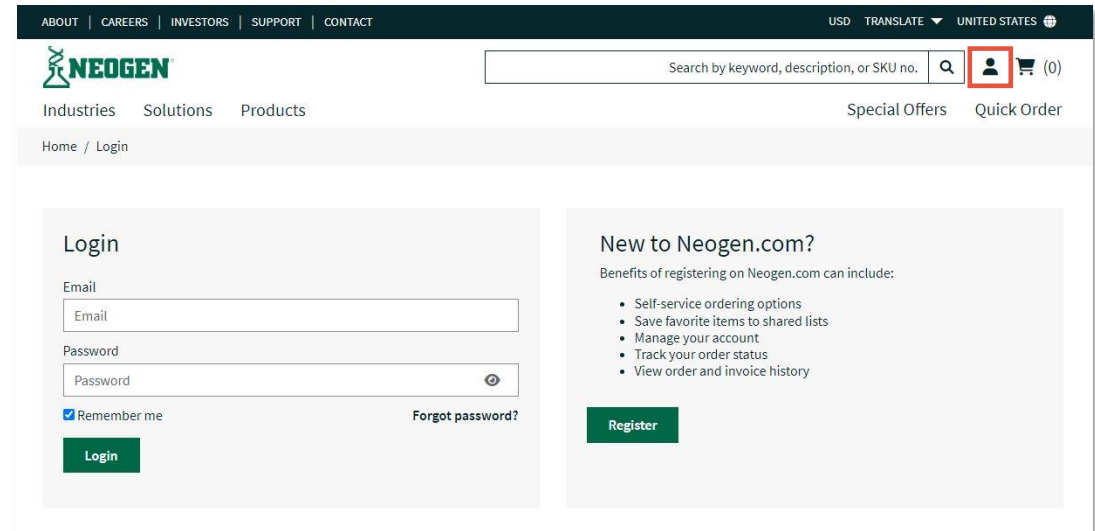 ABOUT | CAREERS | INVESTORS | SUPPORT | CONTACT
USD TRANSLATE UNITED STATES
NEOGEN
Search by keyword, description, or SKU no.
(0)
Industries Solutions Products
Special Offers Quick Order
Home / Login
Login
Email
Email
Password
Password
Remember me
Forgot password?
Login
New to Neogen.com?
Benefits of registering on Neogen.com can include:
• Self-service ordering options
• Save favorite items to shared lists
• Manage your account
• Track your order status
• View order and invoice history
Register